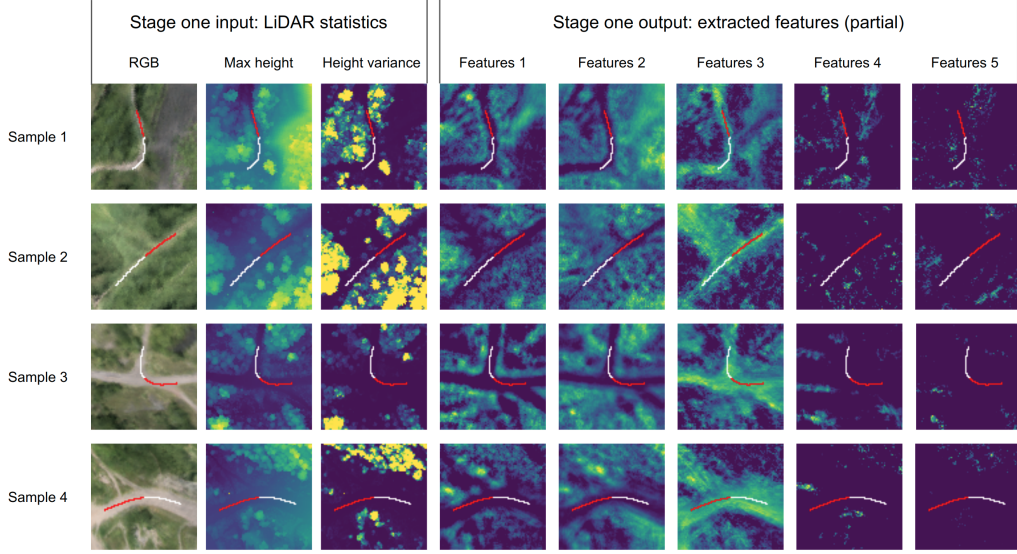 Stage one input: LiDAR statistics
Stage one output: extracted features (partial)
RGB
Max height
Height variance
Features 1
Features 2
Features 3
Features 4
Features 5
Sample 1
Sample 2
Sample 3
Sample 4